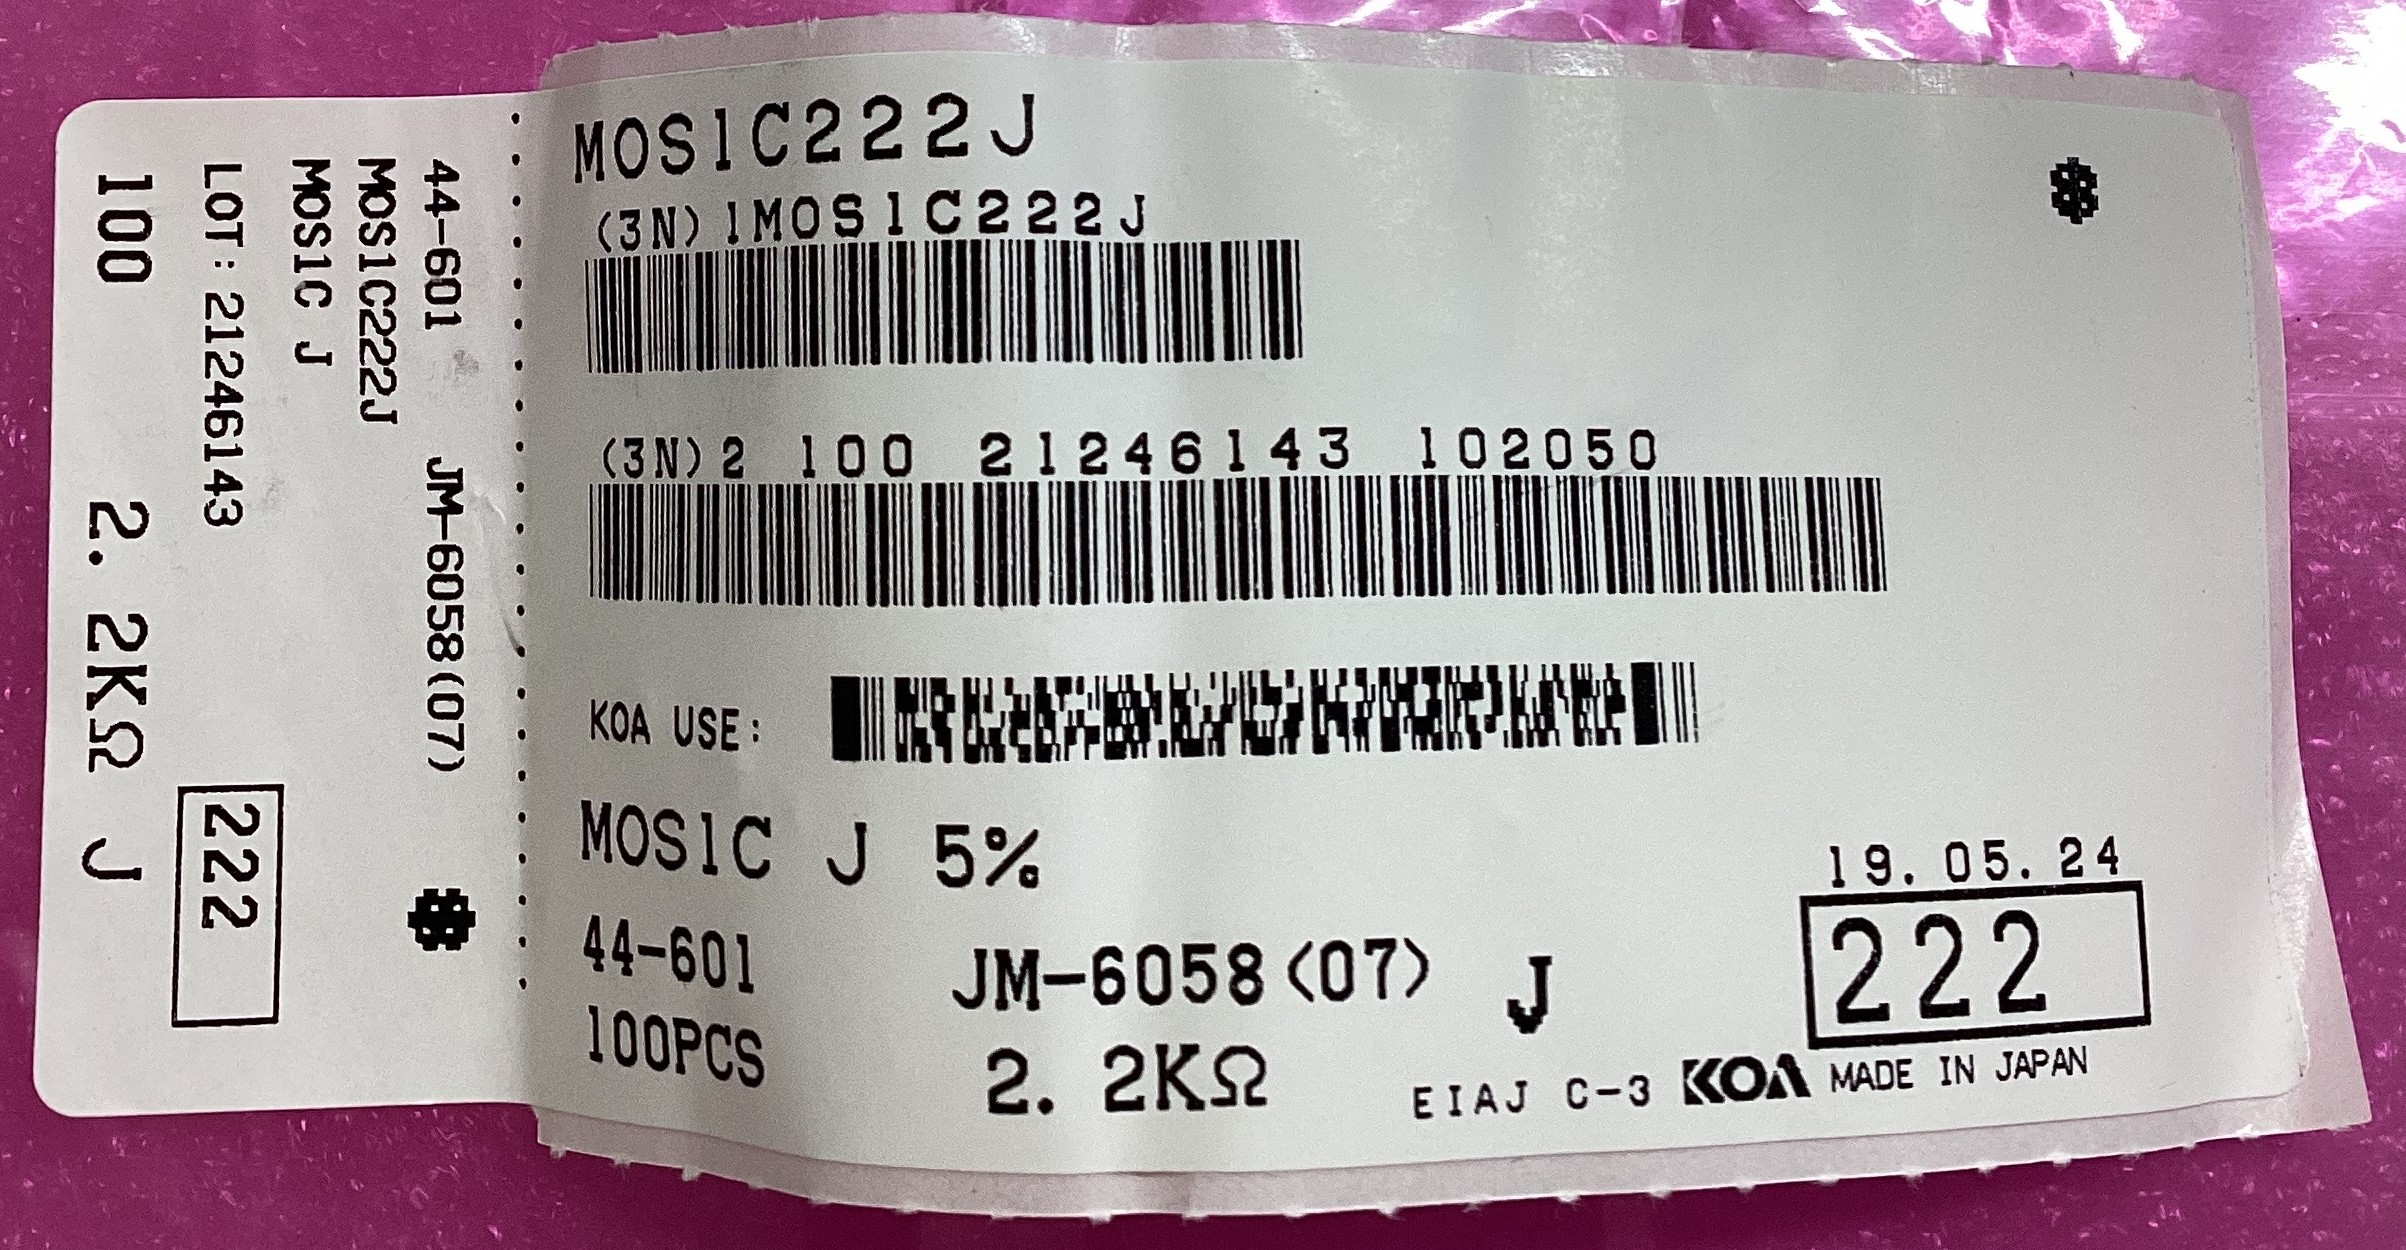 MOS1C222J
(3N)1MOS1C222J
(3N)2 100 21246143 102050
KOA USE:
MOS1C J 5%
19.05.24
44-601 JM-6058(07) J 222
100PCS 2.2KΩ EIAJ C-3 KOA MADE IN JAPAN
44-601 JM-6058(07)
MOS1C222J
MOS1C J
LOT:21246143 222
100 2.2KΩ J